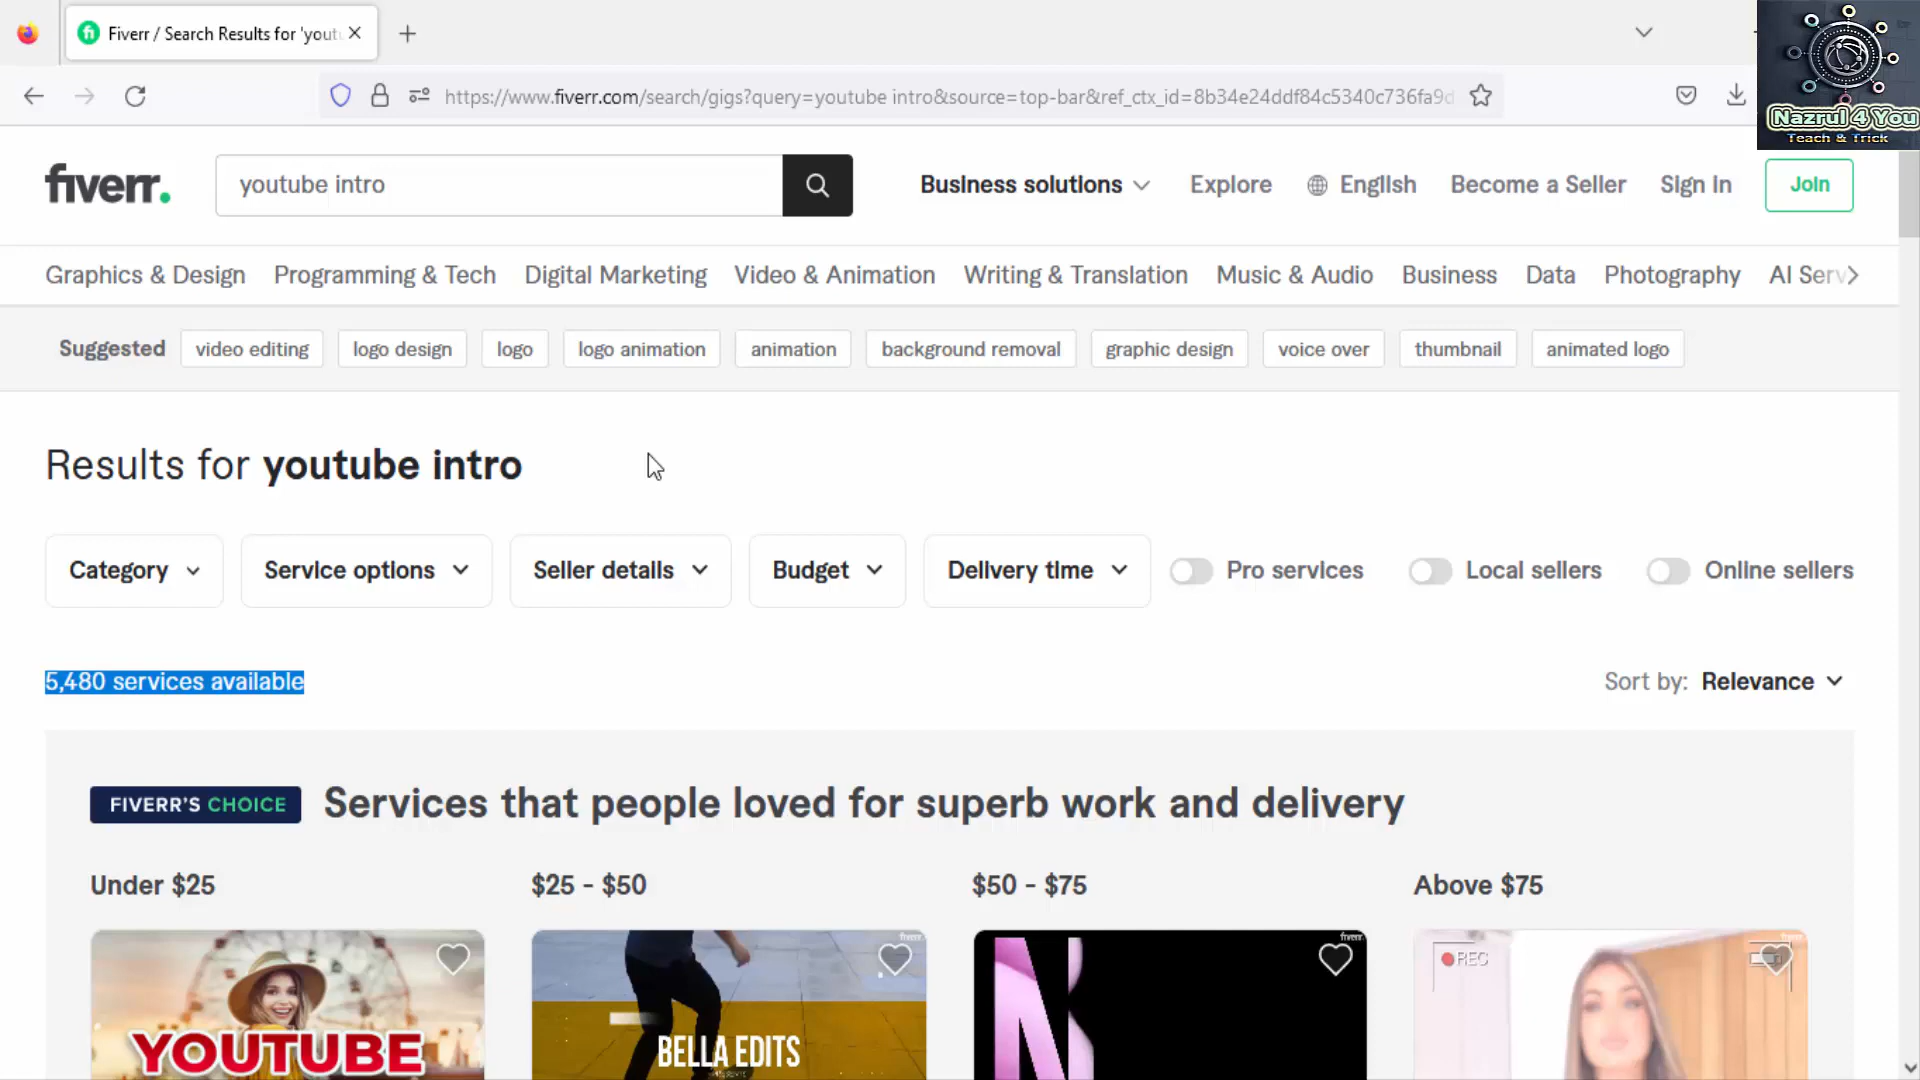 Fiverr / Search Results for 'yout
https://www.fiverr.com/search/gigs?query=youtube intro&source=top-bar&ref_ctx_id=8b34e24ddf84c5340c736fa9d
Nazrul 4 You
Teach & Trick
fiverr.
youtube intro
Business solutions
Explore
English
Become a Seller
Sign In
Join
Graphics & Design
Programming & Tech
Digital Marketing
Video & Animation
Writing & Translation
Music & Audio
Business
Data
Photography
AI Serv
Suggested
video editing
logo design
logo
logo animation
animation
background removal
graphic design
voice over
thumbnail
animated logo
Results for youtube intro
Category
Service options
Seller details
Budget
Delivery time
Pro services
Local sellers
Online sellers
5,480 services available
Sort by: Relevance
FIVERR'S CHOICE
Services that people loved for superb work and delivery
Under $25
$25 - $50
$50 - $75
Above $75
fiverr.
fiverr.
REC
YOUTUBE
BELLA EDITS
N